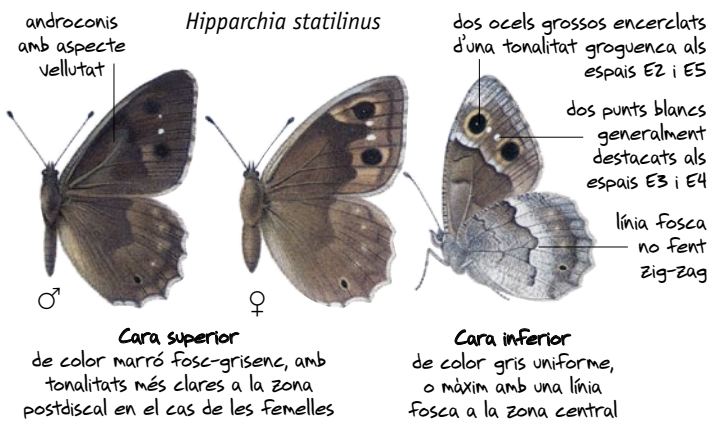 androconis
amb aspecte
vellutat
Hipparchia statilinus
dos ocels grossos encerclats
d'una tonalitat groguenca als
espais E2 i E5
dos punts blancs
generalment
destacats als
espais E3 i E4
línia fosca
no fent
zig-zag
♂
♀
Cara superior
de color marró fosc-grisenc, amb
tonalitats més clares a la zona
postdiscal en el cas de les femelles
Cara inferior
de color gris uniforme,
o màxim amb una línia
fosca a la zona central